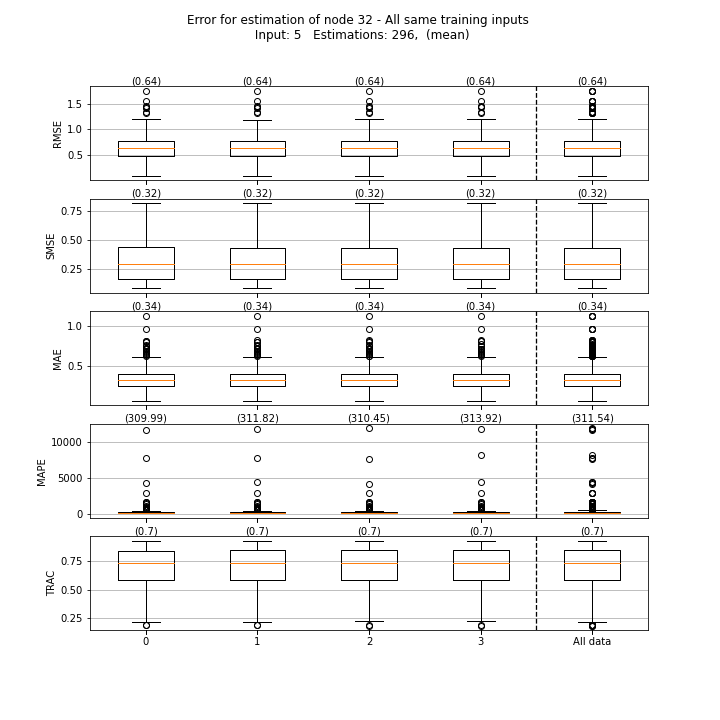 Error for estimation of node 32 - All same training inputs
Input: 5   Estimations: 296,  (mean)
(0.64) (0.64) (0.64) (0.64) (0.64)
1.5
1.0
0.5
RMSE
(0.32) (0.32) (0.32) (0.32) (0.32)
0.75
0.50
0.25
SMSE
(0.34) (0.34) (0.34) (0.34) (0.34)
1.0
0.5
MAE
(309.99) (311.82) (310.45) (313.92) (311.54)
10000
5000
0
MAPE
(0.7) (0.7) (0.7) (0.7) (0.7)
0.75
0.50
0.25
TRAC
0 1 2 3 All data